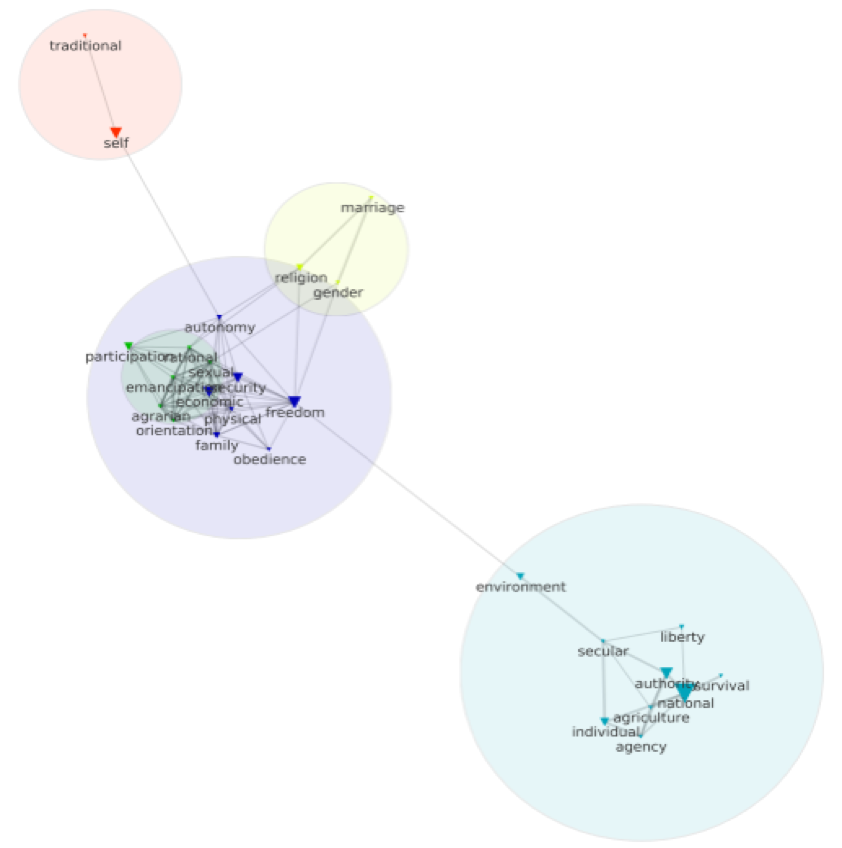 traditional
self
marriage
religion
gender
autonomy
participation
rational
sexual
emancipation
security
economic
freedom
agrarian
physical
orientation
family
obedience
environment
liberty
secular
authority
survival
national
agriculture
individual
agency